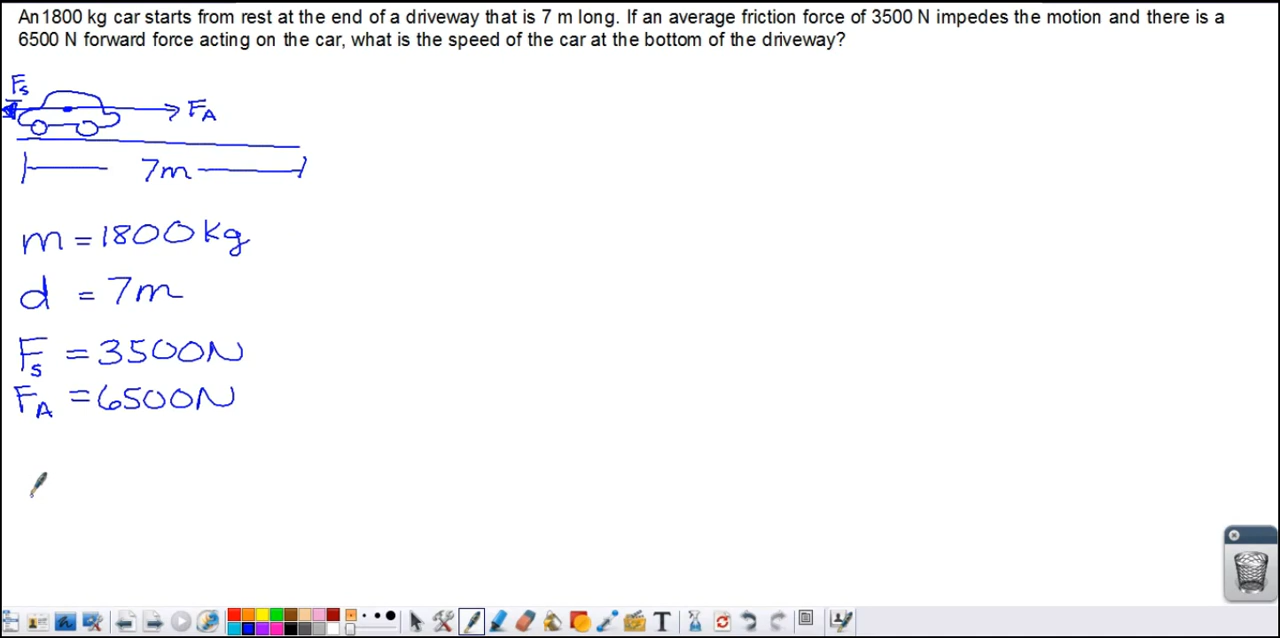 An1800 kg car starts from rest at the end of a driveway that is 7 m long. If an average friction force of 3500 N impedes the motion and there is a
6500 N forward force acting on the car, what is the speed of the car at the bottom of the driveway?
Fs
FA
7m
m = 1800 kg
d = 7m
Fs = 3500N
FA = 6500N
T